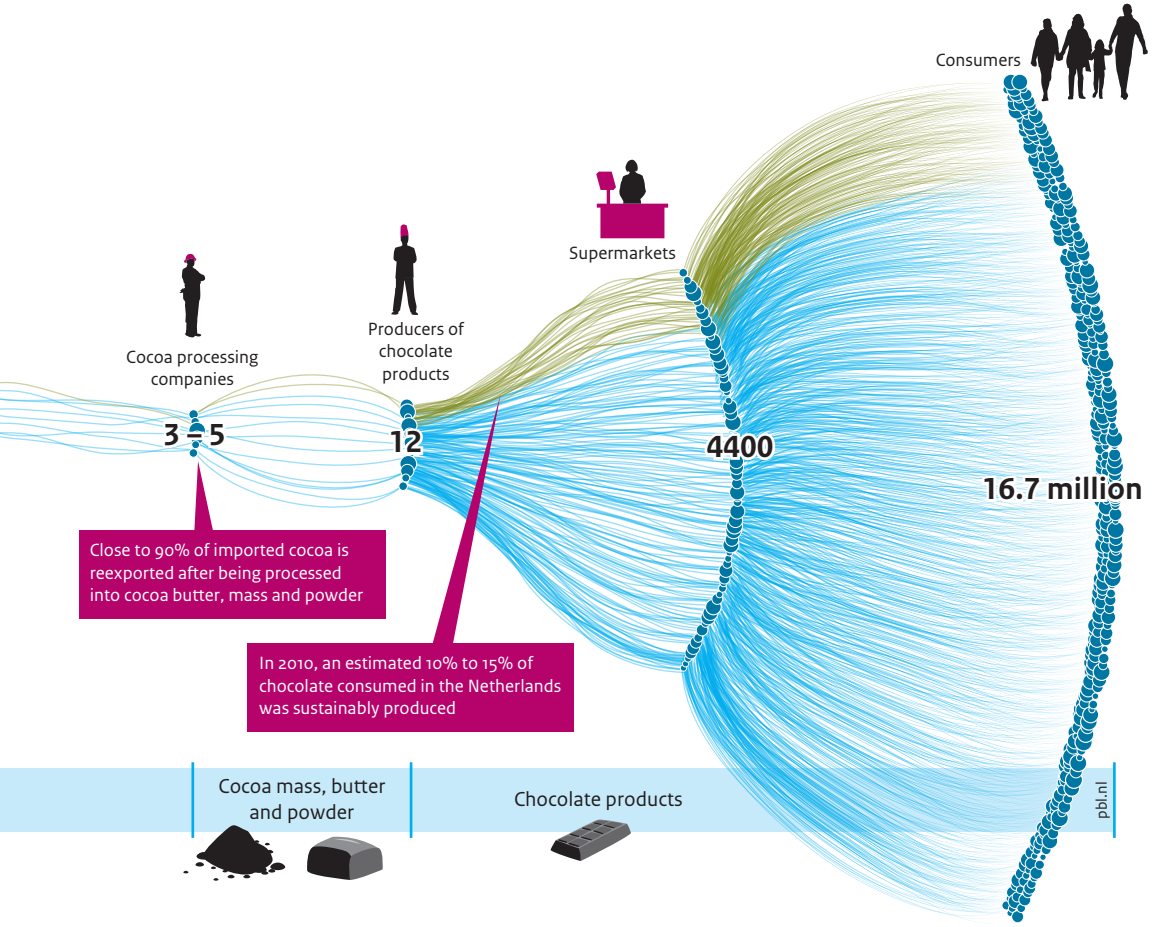 Consumers
Supermarkets
Producers of
chocolate
products
Cocoa processing
companies
3 – 5
12
4400
16.7 million
Close to 90% of imported cocoa is
reexported after being processed
into cocoa butter, mass and powder
In 2010, an estimated 10% to 15% of
chocolate consumed in the Netherlands
was sustainably produced
Cocoa mass, butter
and powder
Chocolate products
pbl.nl